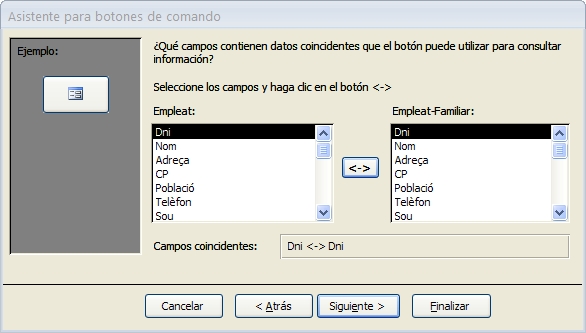 Asistente para botones de comando
Ejemplo:
¿Qué campos contienen datos coincidentes que el botón puede utilizar para consultar
información?
Seleccione los campos y haga clic en el botón <->
Empleat:
Dni
Nom
Adreça
CP
Població
Telèfon
Sou
<->
Empleat-Familiar:
Dni
Nom
Adreça
CP
Població
Telèfon
Sou
Campos coincidentes:
Dni <-> Dni
Cancelar
< Atrás
Siguiente >
Finalizar